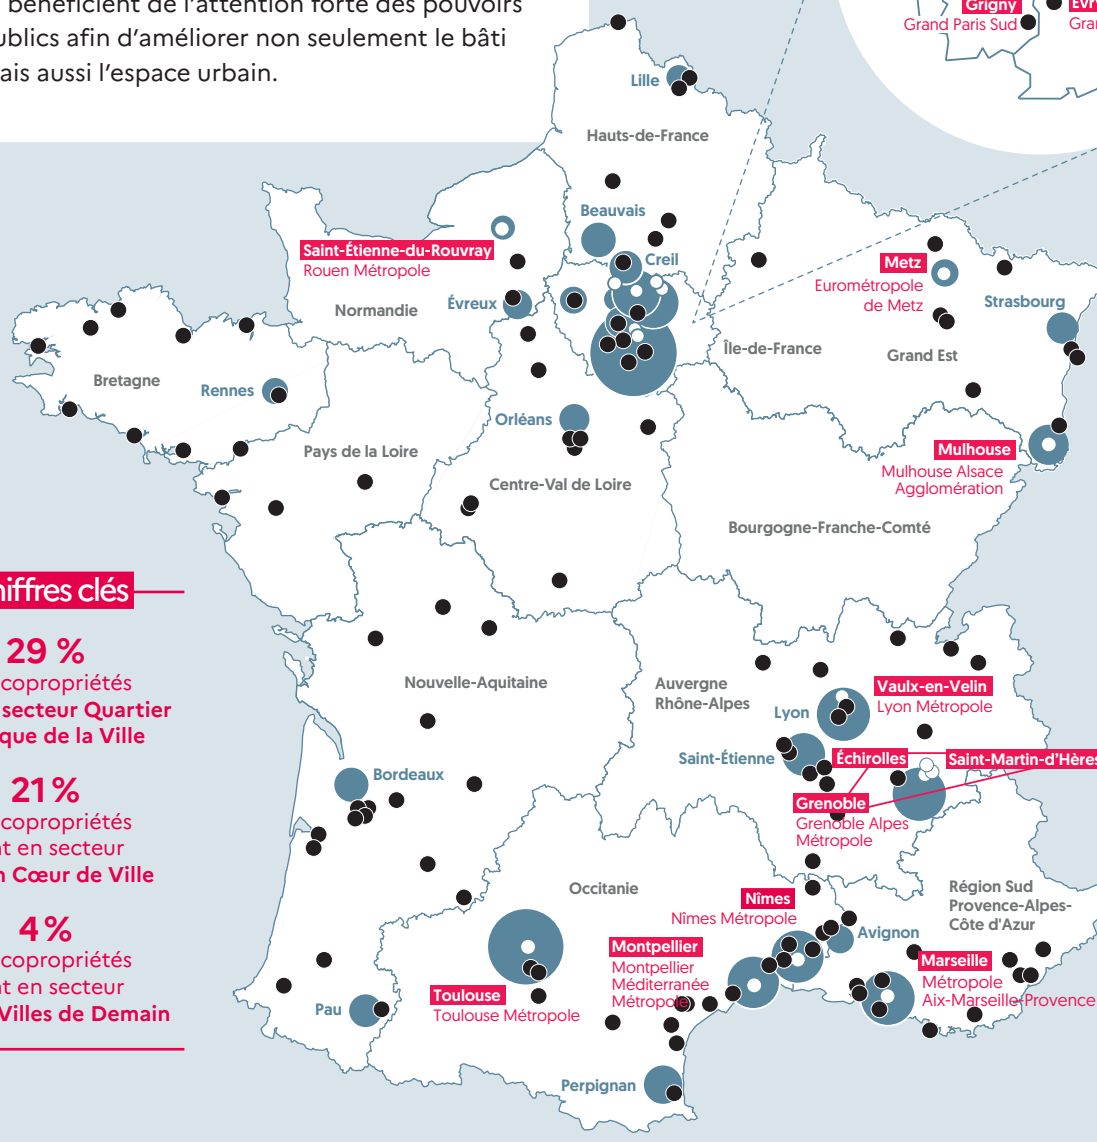 bénéficient de l'attention forte des pouvoirs
ublics afin d'améliorer non seulement le bâti
ais aussi l'espace urbain.
Grigny
Grand Paris Sud
Lille
Hauts-de-France
Beauvais
Creil
Saint-Étienne-du-Rouvray
Rouen Métropole
Normandie
Évreux
Metz
Eurométropole
de Metz
Strasbourg
Île-de-France
Grand Est
Bretagne
Rennes
Orléans
Pays de la Loire
Centre-Val de Loire
Mulhouse
Mulhouse Alsace
Agglomération
Bourgogne-Franche-Comté
hiffres clés
29 %
copropriétés
secteur Quartier
que de la Ville
21 %
copropriétés
t en secteur
n Cœur de Ville
4 %
copropriétés
t en secteur
Villes de Demain
Nouvelle-Aquitaine
Auvergne
Rhône-Alpes
Vaulx-en-Velin
Lyon Métropole
Lyon
Saint-Étienne
Échirolles
Saint-Martin-d'Hères
Grenoble
Grenoble Alpes
Métropole
Bordeaux
Occitanie
Nîmes
Nîmes Métropole
Région Sud
Provence-Alpes-
Côte d'Azur
Avignon
Montpellier
Montpellier
Méditerranée
Métropole
Marseille
Métropole
Aix-Marseille-Provence
Toulouse
Toulouse Métropole
Pau
Perpignan